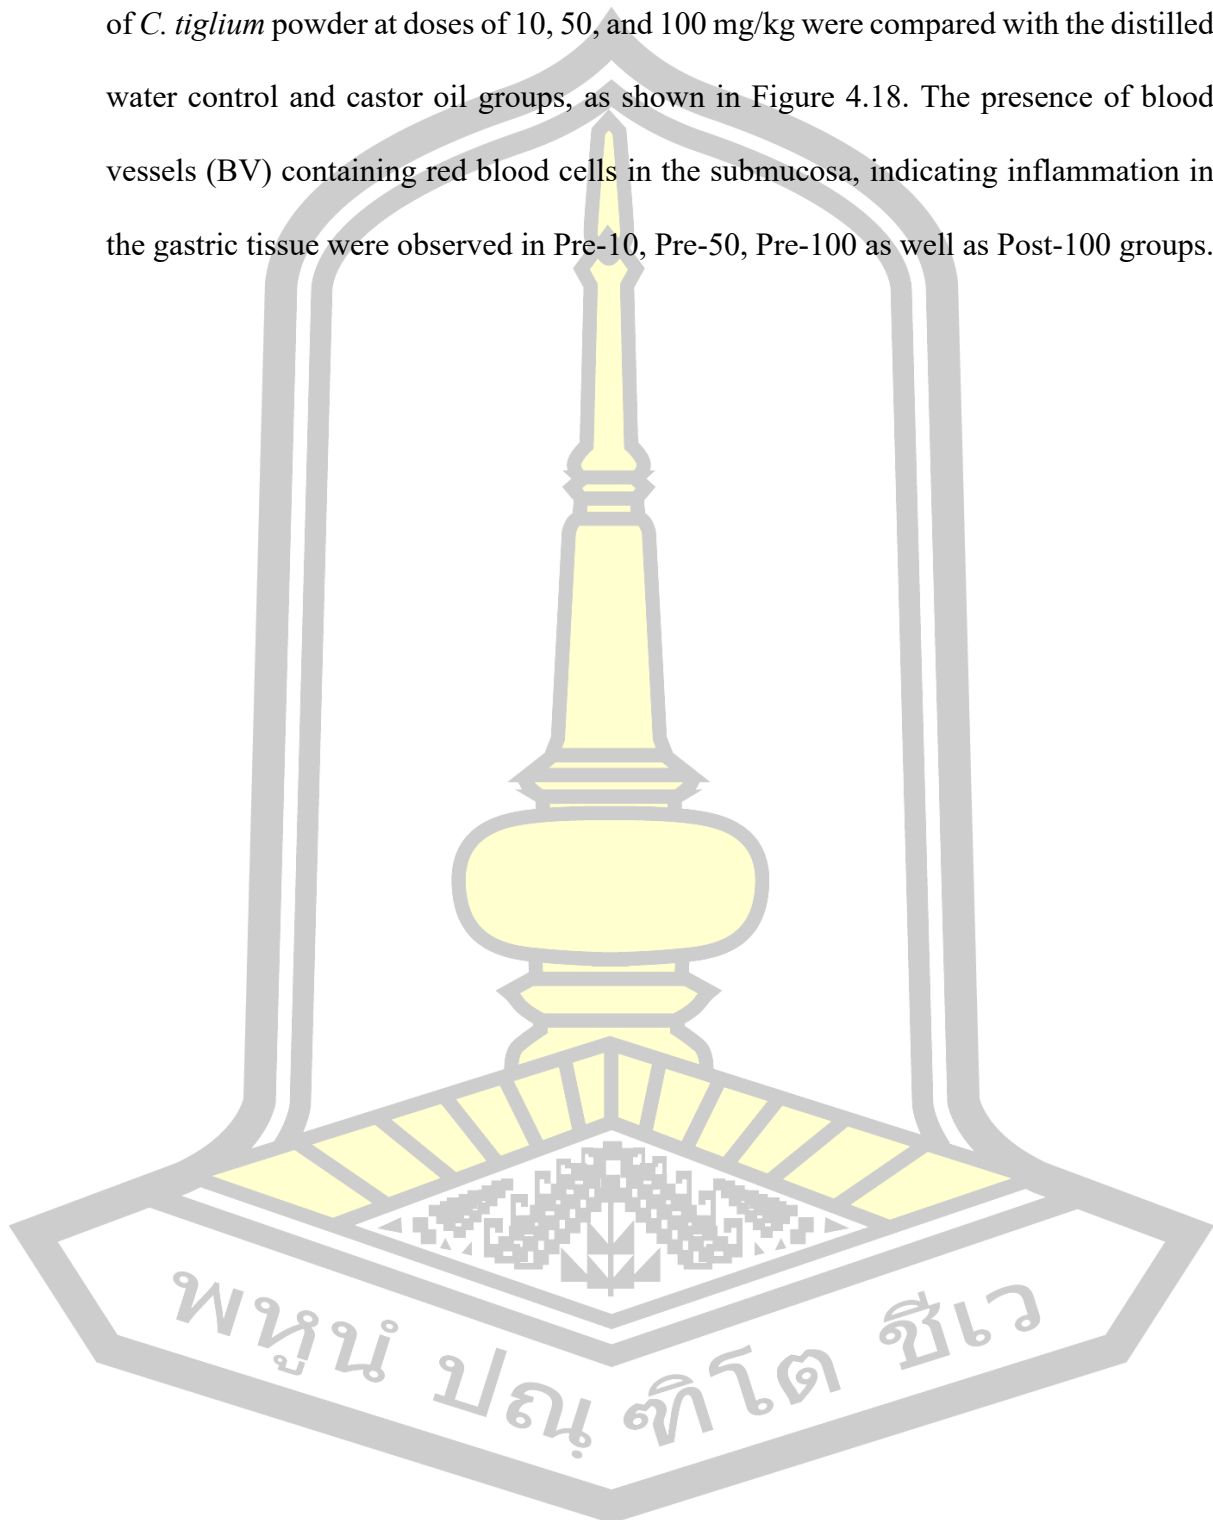 of C. tiglium powder at doses of 10, 50, and 100 mg/kg were compared with the distilled
water control and castor oil groups, as shown in Figure 4.18. The presence of blood
vessels (BV) containing red blood cells in the submucosa, indicating inflammation in
the gastric tissue were observed in Pre-10, Pre-50, Pre-100 as well as Post-100 groups.
พหูนํ ปณฺฑิโต ชีเว